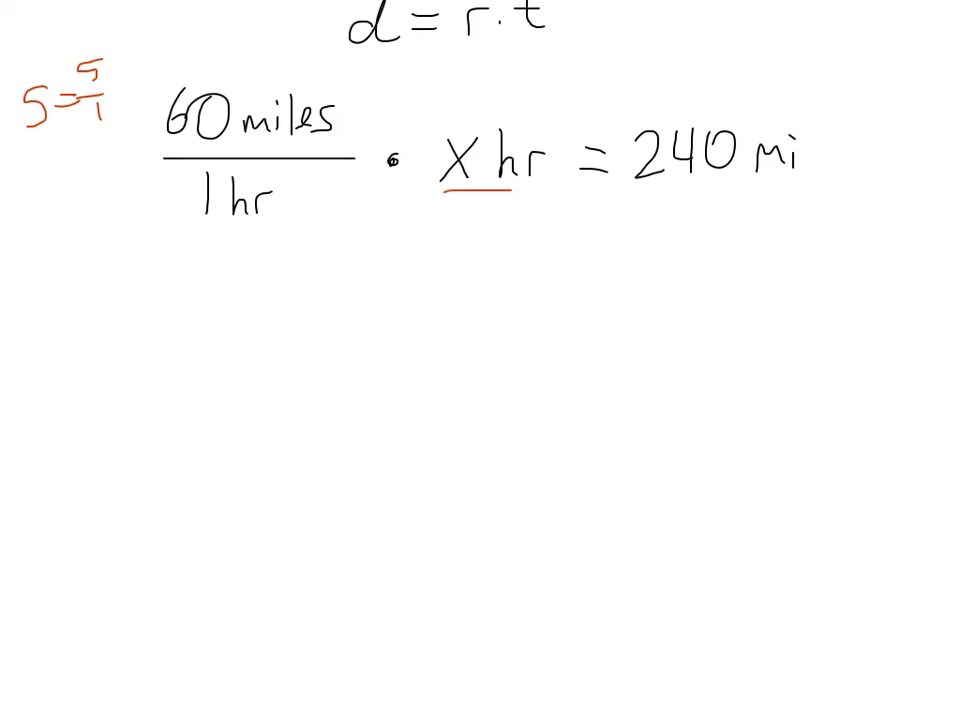 d = r . t
5 = 5/1
60 miles / 1 hr • x hr = 240 mi